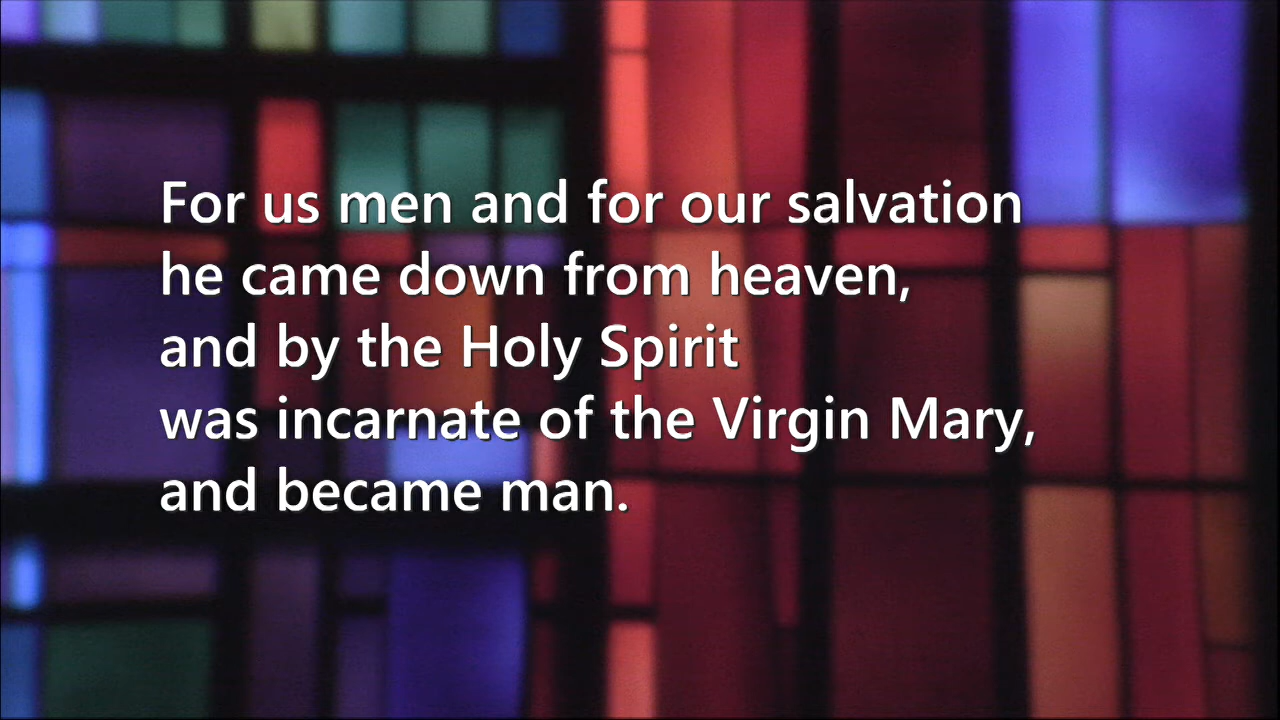 For us men and for our salvation
he came down from heaven,
and by the Holy Spirit
was incarnate of the Virgin Mary,
and became man.